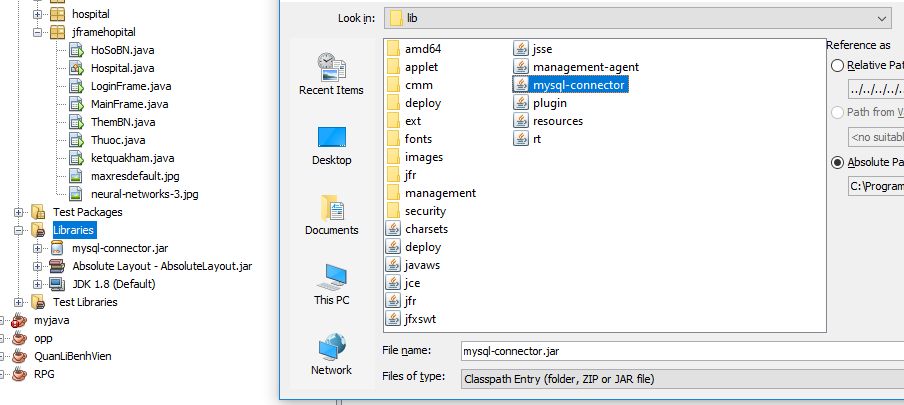 hospital
jframehopital
HoSoBN.java
Hospital.java
LoginFrame.java
MainFrame.java
ThemBN.java
Thuoc.java
ketquakham.java
maxresdefault.jpg
neural-networks-3.jpg
Test Packages
Libraries
mysql-connector.jar
Absolute Layout - AbsoluteLayout.jar
JDK 1.8 (Default)
Test Libraries
myjava
opp
QuanLiBenhVien
RPG
Look in:
lib
Recent Items
Desktop
Documents
This PC
Network
amd64
applet
cmm
deploy
ext
fonts
images
jfr
management
security
charsets
deploy
javaws
jce
jfr
jfxswt
jsse
management-agent
mysql-connector
plugin
resources
rt
File name:
mysql-connector.jar
Files of type:
Classpath Entry (folder, ZIP or JAR file)
Reference as
Relative Pat
../../../../..
Path from V
<no suitabl
Absolute Pa
C:\Program